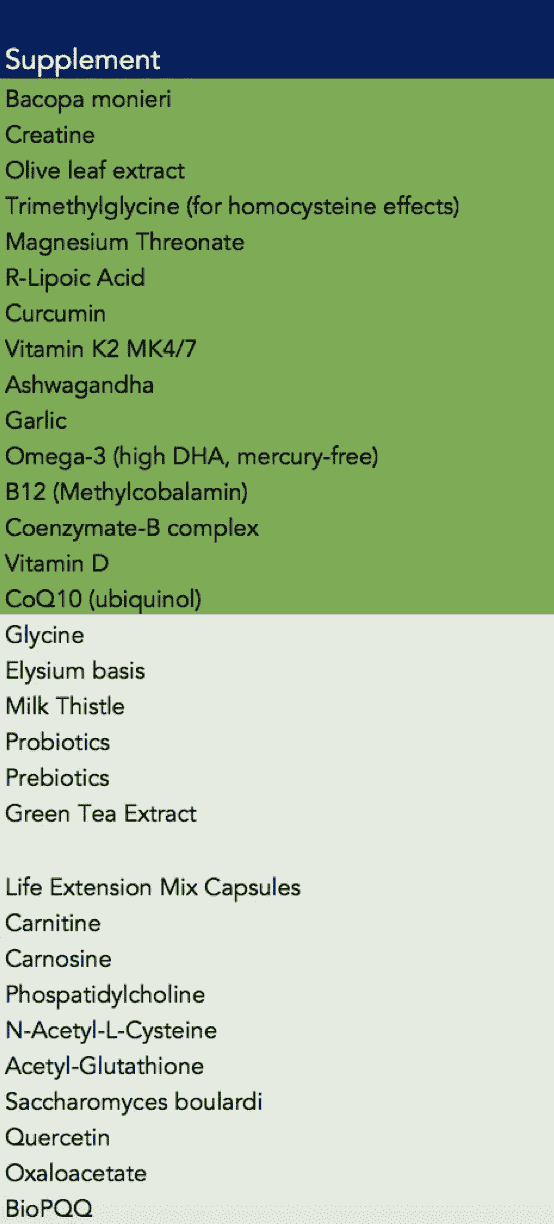 Supplement
Bacopa monieri
Creatine
Olive leaf extract
Trimethylglycine (for homocysteine effects)
Magnesium Threonate
R-Lipoic Acid
Curcumin
Vitamin K2 MK4/7
Ashwagandha
Garlic
Omega-3 (high DHA, mercury-free)
B12 (Methylcobalamin)
Coenzymate-B complex
Vitamin D
CoQ10 (ubiquinol)
Glycine
Elysium basis
Milk Thistle
Probiotics
Prebiotics
Green Tea Extract
Life Extension Mix Capsules
Carnitine
Carnosine
Phospatidylcholine
N-Acetyl-L-Cysteine
Acetyl-Glutathione
Saccharomyces boulardi
Quercetin
Oxaloacetate
BioPQQ